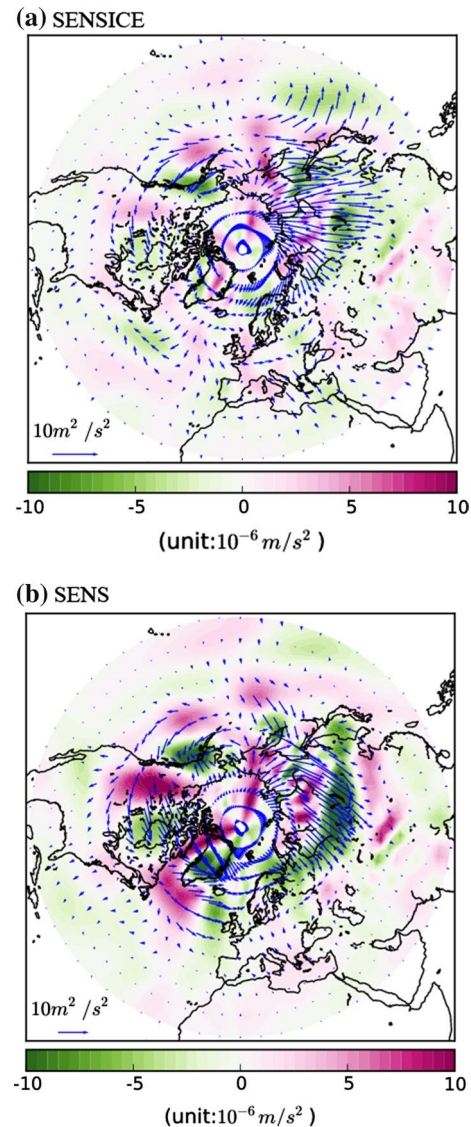 (a) SENSICE
10m² /s²
-10 -5 0 5 10
(unit:10⁻⁶ m/s² )
(b) SENS
10m² /s²
-10 -5 0 5 10
(unit:10⁻⁶ m/s² )